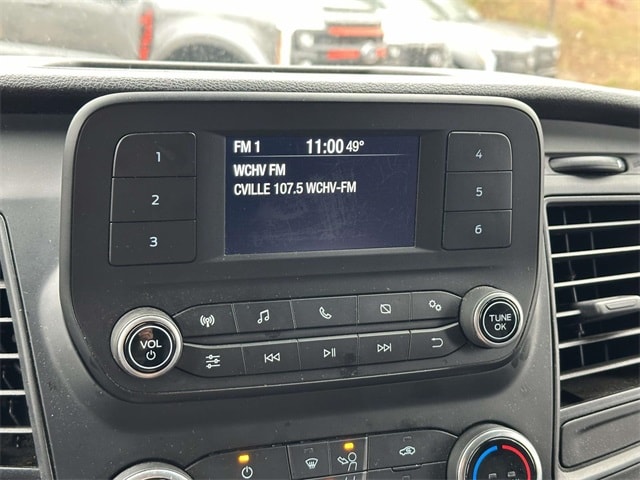 FM 1 11:00 49°
WCHV FM
CVILLE 107.5 WCHV-FM
1
2
3
4
5
6
VOL
TUNE
OK